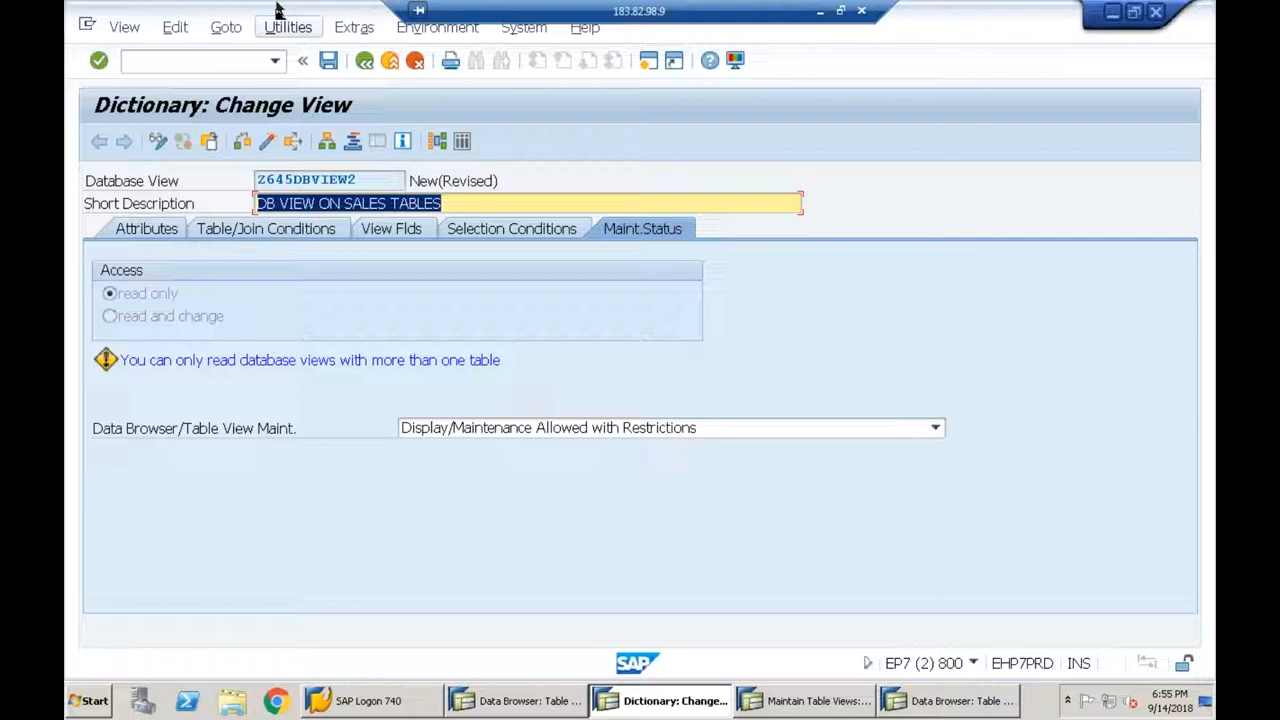 183.82.98.9
View Edit Goto Utilities Extras Environment System Help
Dictionary: Change View
Database View Z645DBVIEW2 New(Revised)
Short Description DB VIEW ON SALES TABLES
Attributes Table/Join Conditions View Flds Selection Conditions Maint.Status
Access
read only
read and change
You can only read database views with more than one table
Data Browser/Table View Maint. Display/Maintenance Allowed with Restrictions
SAP EP7 (2) 800 EHP7PRD INS
Start SAP Logon 740 Data Browser: Table ... Dictionary: Change... Maintain Table Views:... Data Browser: Table ... 6:55 PM
9/14/2018